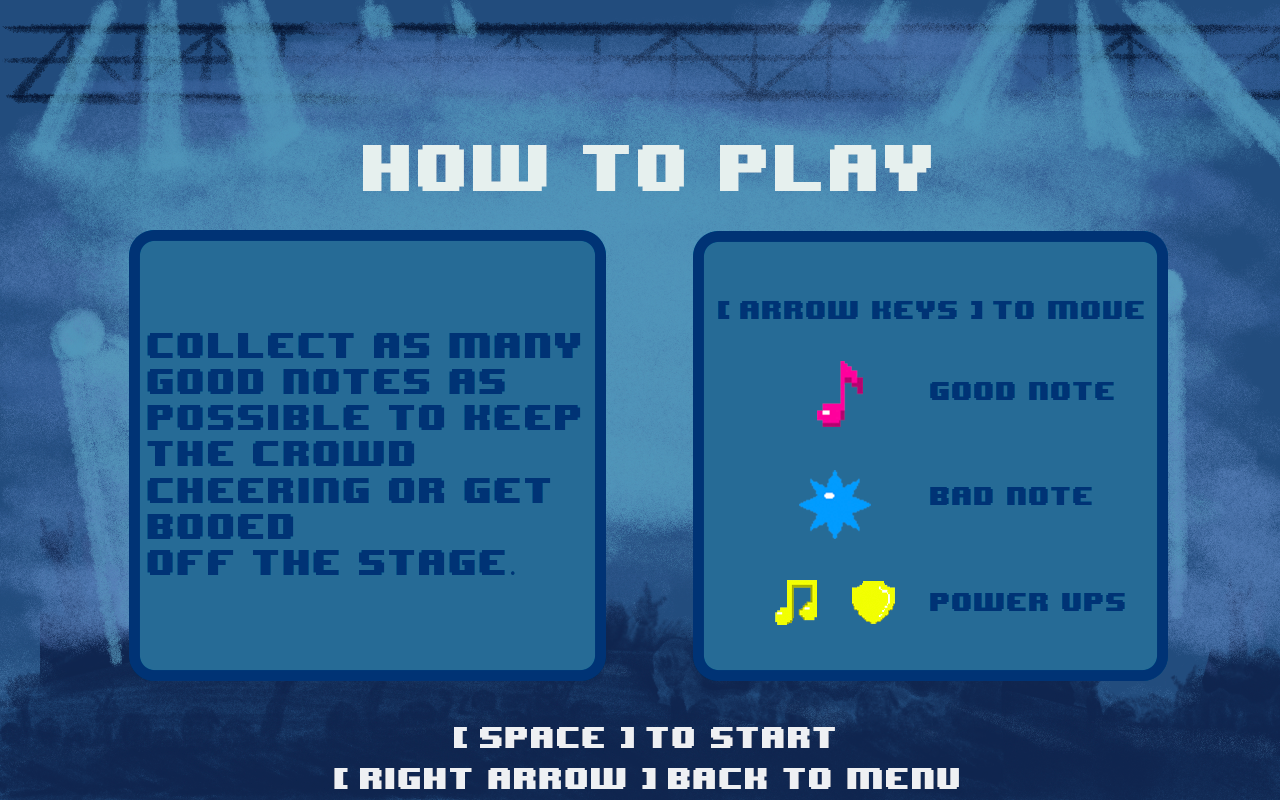 HOW TO PLAY
COLLECT AS MANY
GOOD NOTES AS
POSSIBLE TO KEEP
THE CROWD
CHEERING OR GET
BOOED
OFF THE STAGE.
[ ARROW KEYS ] TO MOVE
GOOD NOTE
BAD NOTE
POWER UPS
[ SPACE ] TO START
[ RIGHT ARROW ] BACK TO MENU